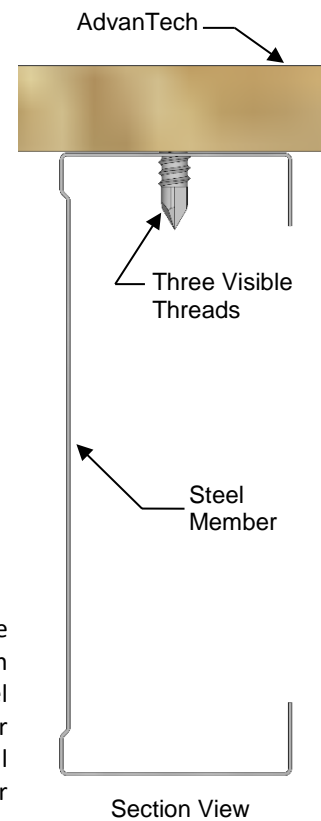 AdvanTech
Three Visible
Threads
Steel
Member
Section View